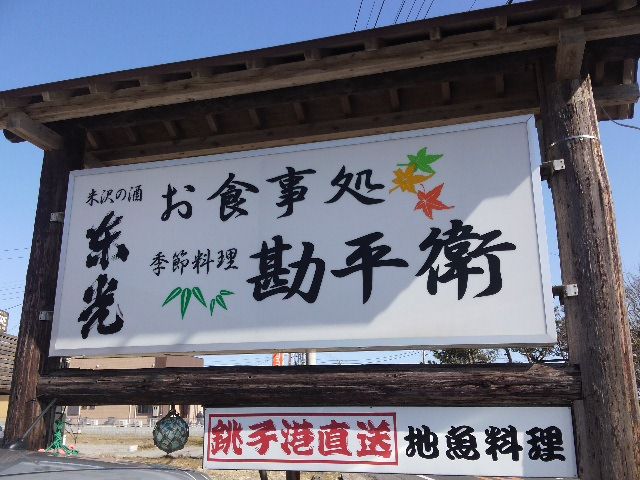 米沢の酒
东光
お食事処
季節料理
勘平衛
銚子港直送
地魚料理